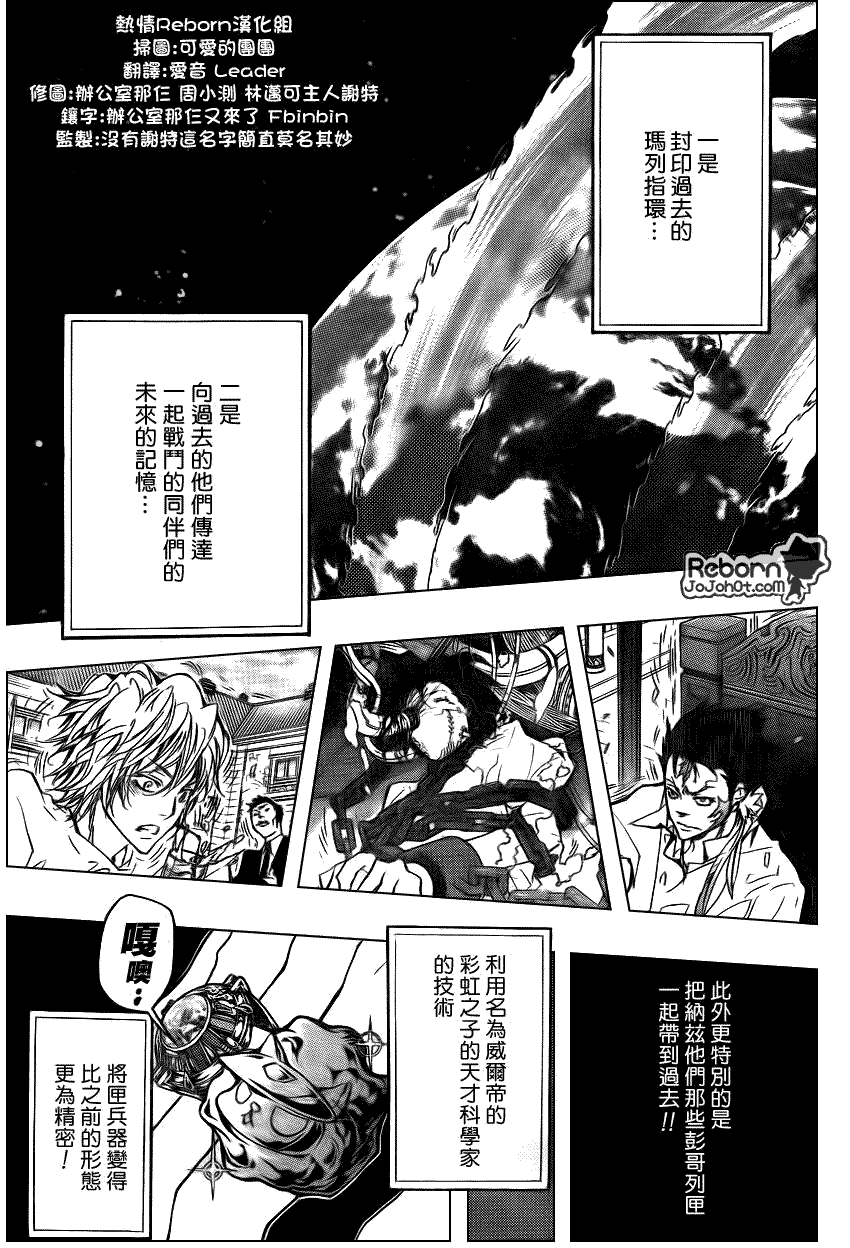 熱情Reborn漢化組
掃圖:可愛的團團
翻譯:愛音 Leader
修圖:辦公室那仨 周小測 林邁可主人謝特
鑲字:辦公室那仨又來了 Fbinbin
監製:沒有謝特這名字簡直莫名其妙
一是
封印過去的
瑪列指環…
二是
向過去的他們傳達
一起戰鬥的同伴們的
未來的記憶…
Reborn
JoJoHot.com
此外更特別的是
把納茲他們那些彭哥列匣
一起帶到過去!!
利用名為威爾帝的
彩虹之子的天才科學家
的技術
嘎
噢…
將匣兵器變得
比之前的形態
更為精密!